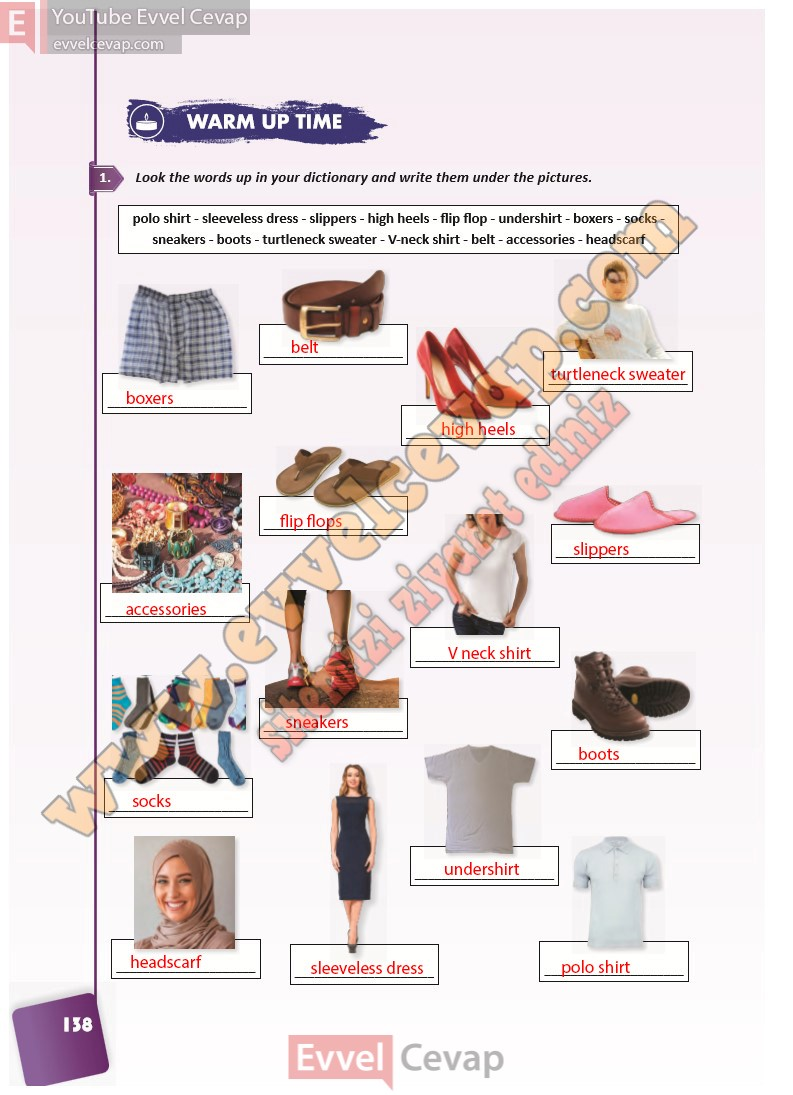 YouTube Evvel Cevap
evvelcevap.com
WARM UP TIME
1. Look the words up in your dictionary and write them under the pictures.
polo shirt - sleeveless dress - slippers - high heels - flip flop - undershirt - boxers - socks -
sneakers - boots - turtleneck sweater - V-neck shirt - belt - accessories - headscarf
belt
turtleneck sweater
boxers
high heels
flip flops
slippers
accessories
V neck shirt
sneakers
boots
socks
undershirt
headscarf
sleeveless dress
polo shirt
www.evvelcevap.com
sitemizi ziyaret ediniz
138
Evvel Cevap